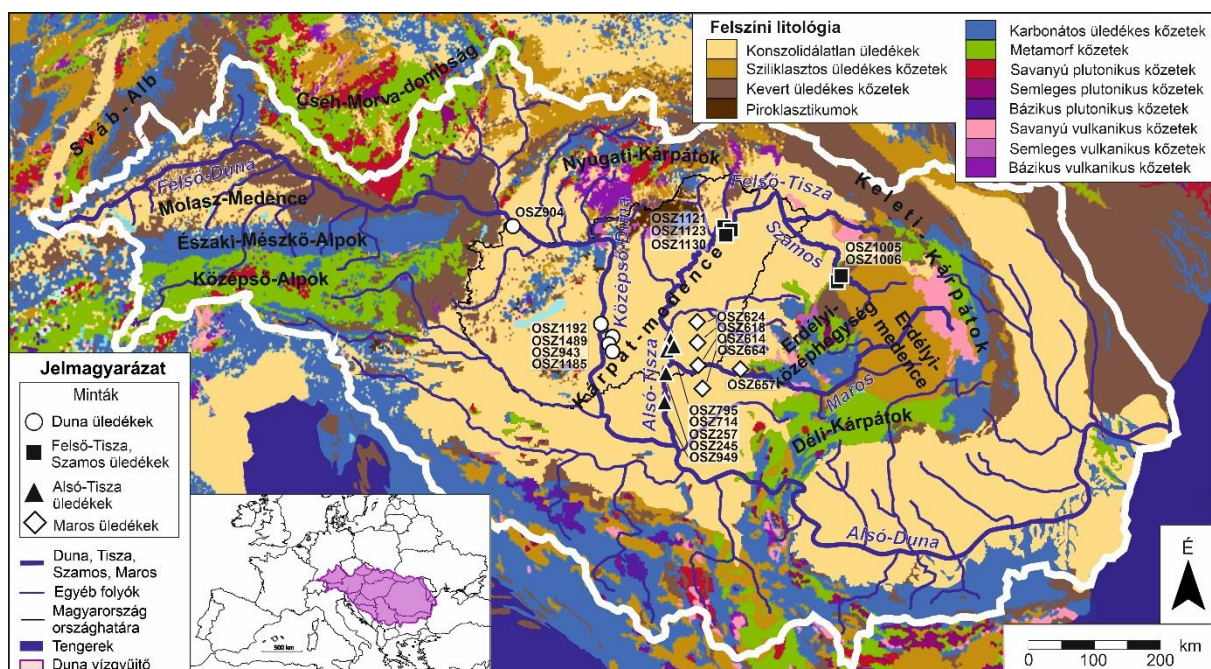 Felszíni litológia
Konszolidálatlan üledékek
Sziliklasztos üledékes kőzetek
Kevert üledékes kőzetek
Piroklasztikumok
Karbonátos üledékes kőzetek
Metamorf kőzetek
Savanyú plutonikus kőzetek
Semleges plutonikus kőzetek
Bázikus plutonikus kőzetek
Savanyú vulkanikus kőzetek
Semleges vulkanikus kőzetek
Bázikus vulkanikus kőzetek
Sváb-Alb
Cseh-Morva-dombság
Felső-Duna
Molasz-Medence
Északi-Mészkő-Alpok
Középső-Alpok
Nyugati-Kárpátok
Középső-Duna
Kárpát-medence
Felső-Tisza
Szamos
Keleti-Kárpátok
Erdélyi-középhegység
Erdélyi-medence
Alsó-Tisza
Maros
Déli-Kárpátok
Alsó-Duna
OSZ904
OSZ1121
OSZ1123
OSZ1130
OSZ1005
OSZ1006
OSZ1192
OSZ1489
OSZ943
OSZ1185
OSZ624
OSZ618
OSZ614
OSZ664
OSZ657
OSZ795
OSZ714
OSZ257
OSZ245
OSZ949
Jelmagyarázat
Minták
Duna üledékek
Felső-Tisza,
Szamos üledékek
Alsó-Tisza
üledékek
Maros üledékek
Duna, Tisza,
Szamos, Maros
Egyéb folyók
Magyarország
országhatára
Tengerek
Duna vízgyűjtő
500 km
É
km
0 100 200